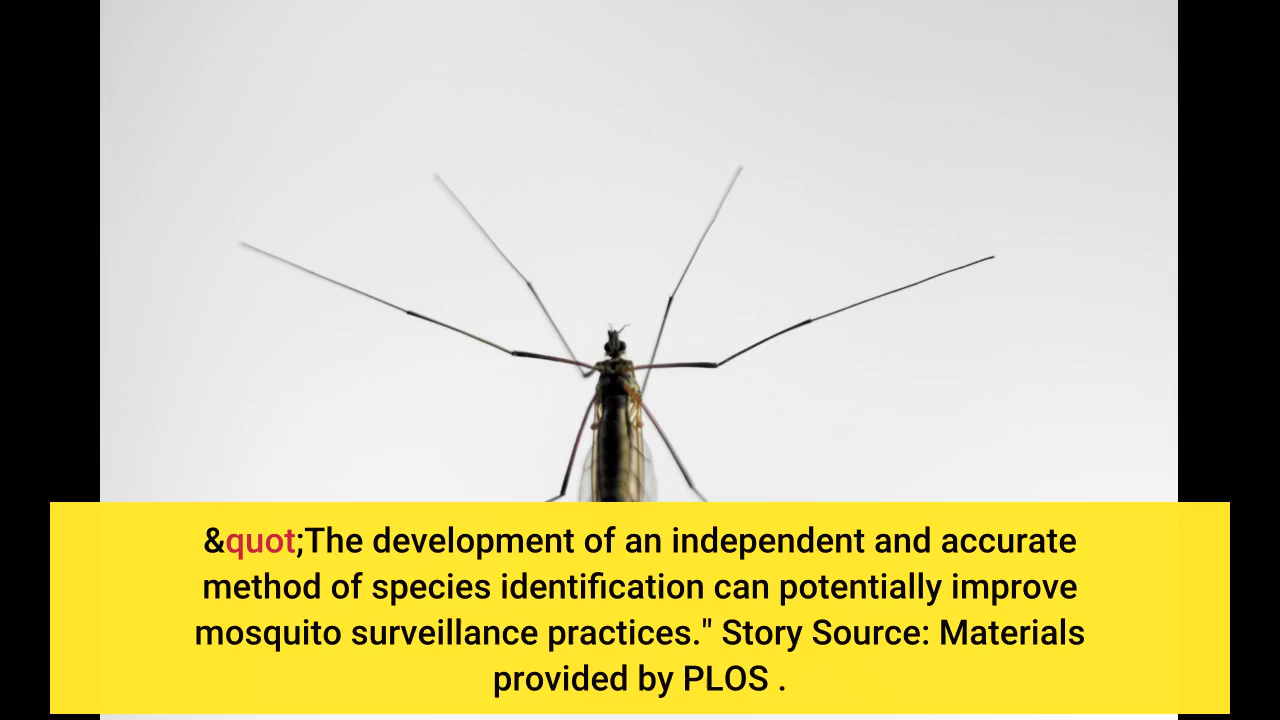 &quot;The development of an independent and accurate
method of species identification can potentially improve
mosquito surveillance practices." Story Source: Materials
provided by PLOS .